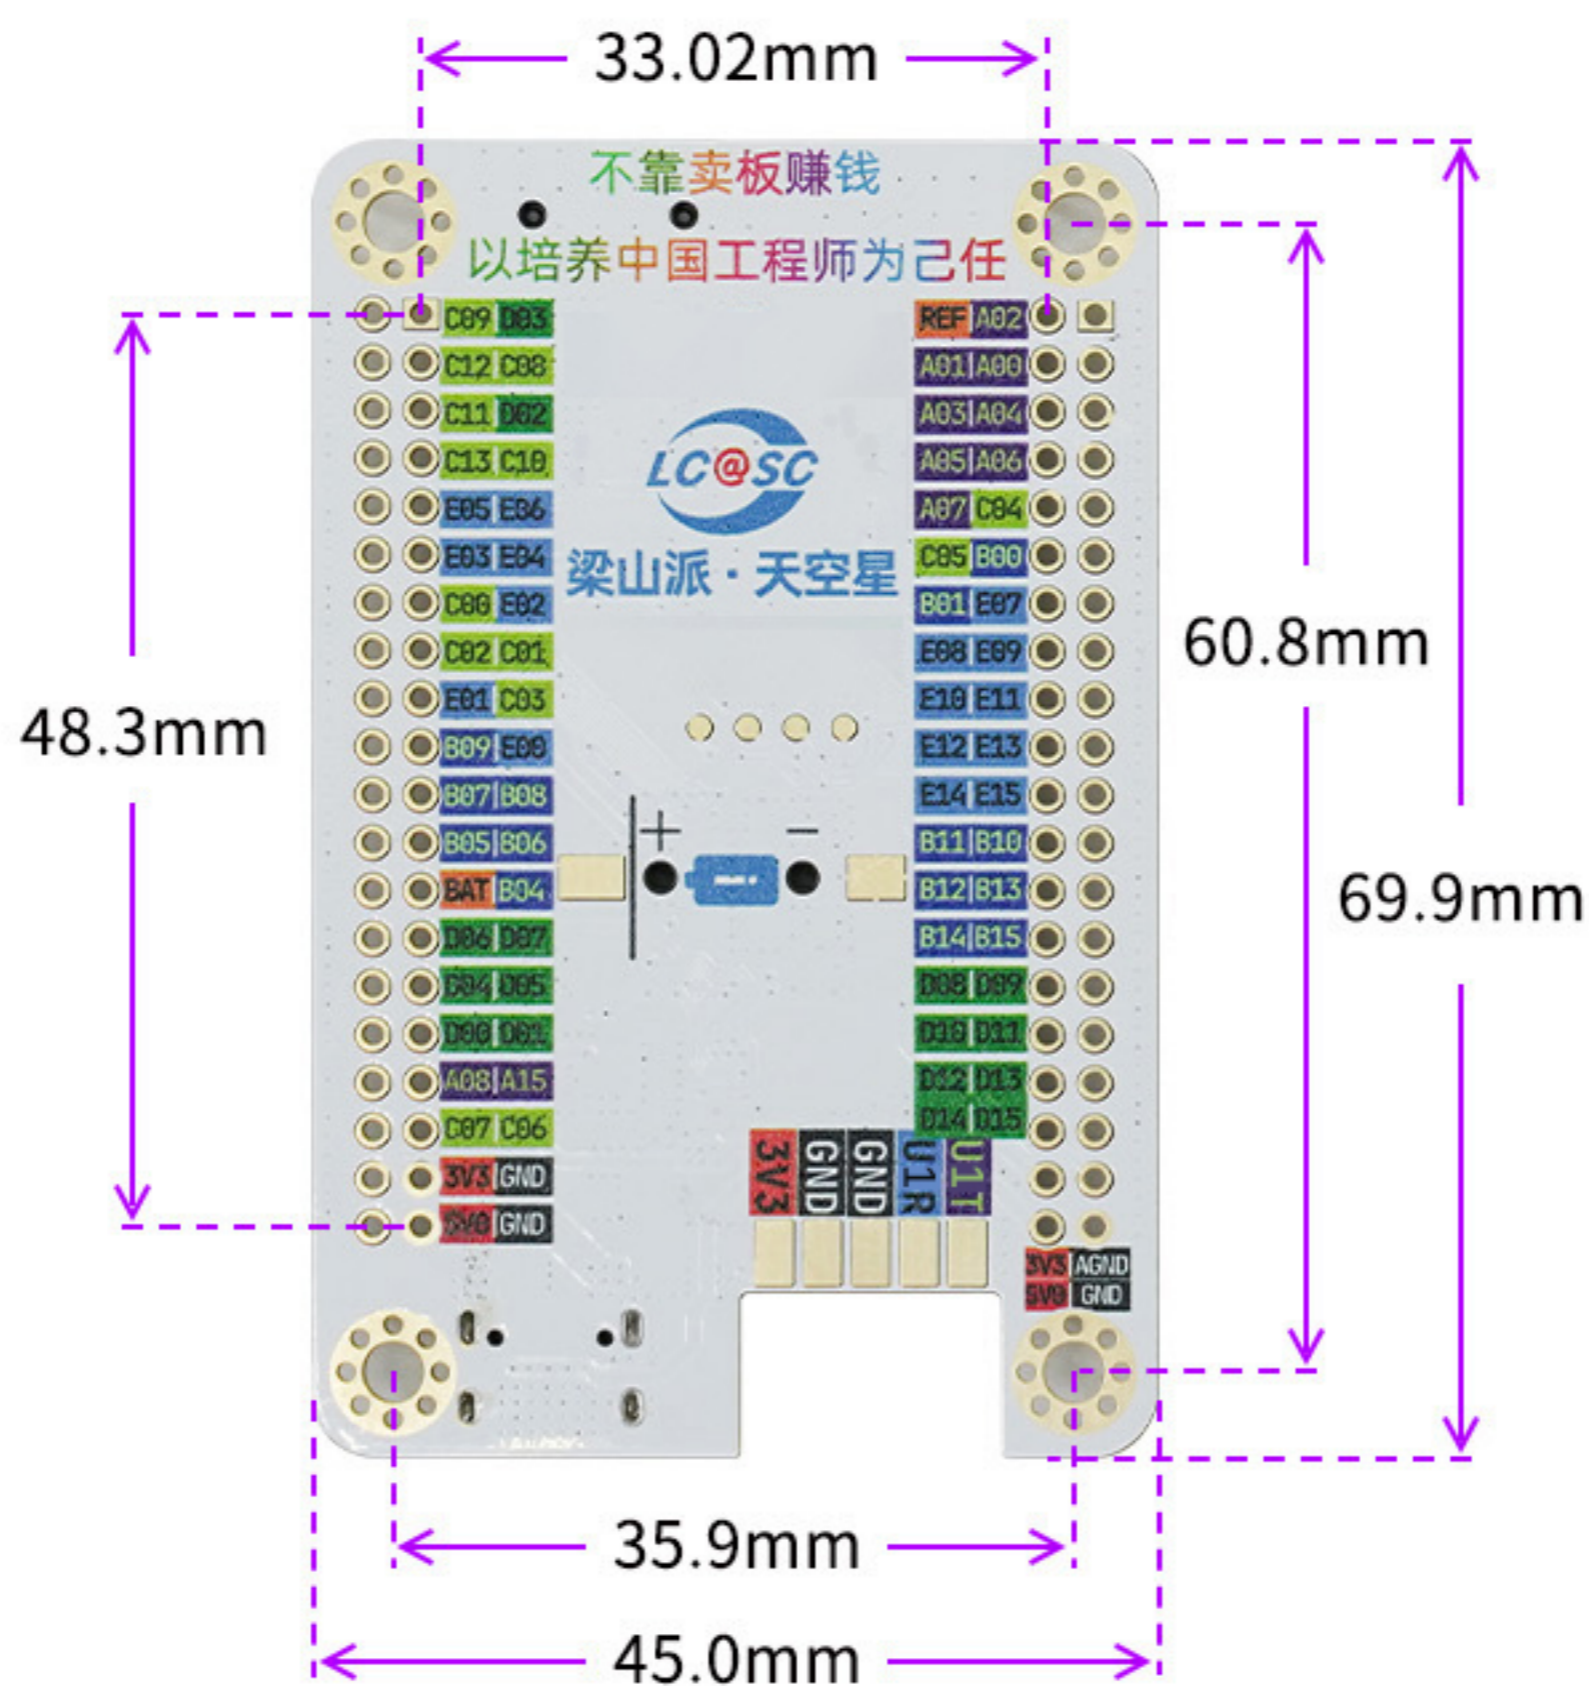 33.02mm
不靠卖板赚钱
以培养中国工程师为己任
C09 D03
REF A02
C12 C08
A01 A00
C11 D02
A03 A04
C13 C10
A05 A06
E05 E06
A07 C04
E03 E04
C05 B00
C00 E02
B01 E07
C02 C01
E08 E09
E01 C03
E10 E11
B09 E00
E12 E13
B07 B08
E14 E15
B05 B06
B11 B10
BAT B04
B12 B13
D06 D07
B14 B15
D04 D05
D08 D09
D00 D01
D10 D11
A08 A15
D12 D13
C07 C06
D14 D15
3V3 GND
5V0 GND
LC@SC
梁山派·天空星
+ −
3V3 GND GND U1R U1T
3V3 AGND
5V0 GND
48.3mm
60.8mm
69.9mm
35.9mm
45.0mm